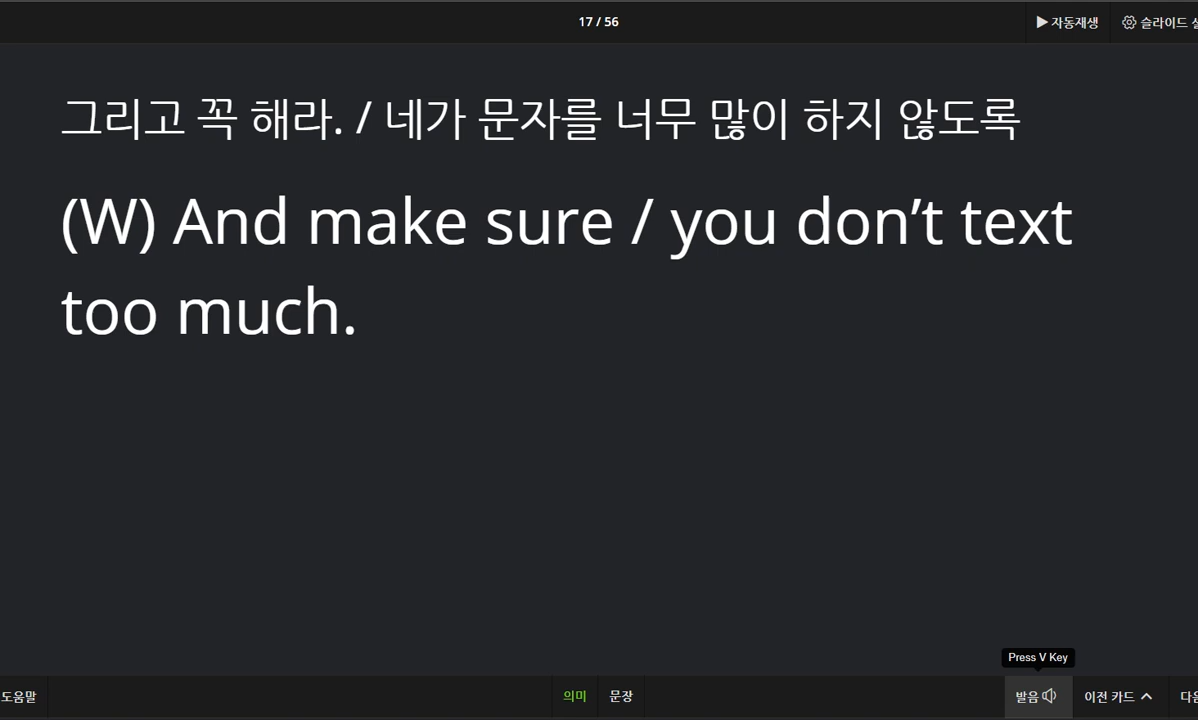 17 / 56
▶ 자동재생
슬라이드
그리고 꼭 해라. / 네가 문자를 너무 많이 하지 않도록
(W) And make sure / you don’t text
too much.
Press V Key
도움말
의미
문장
발음
이전 카드